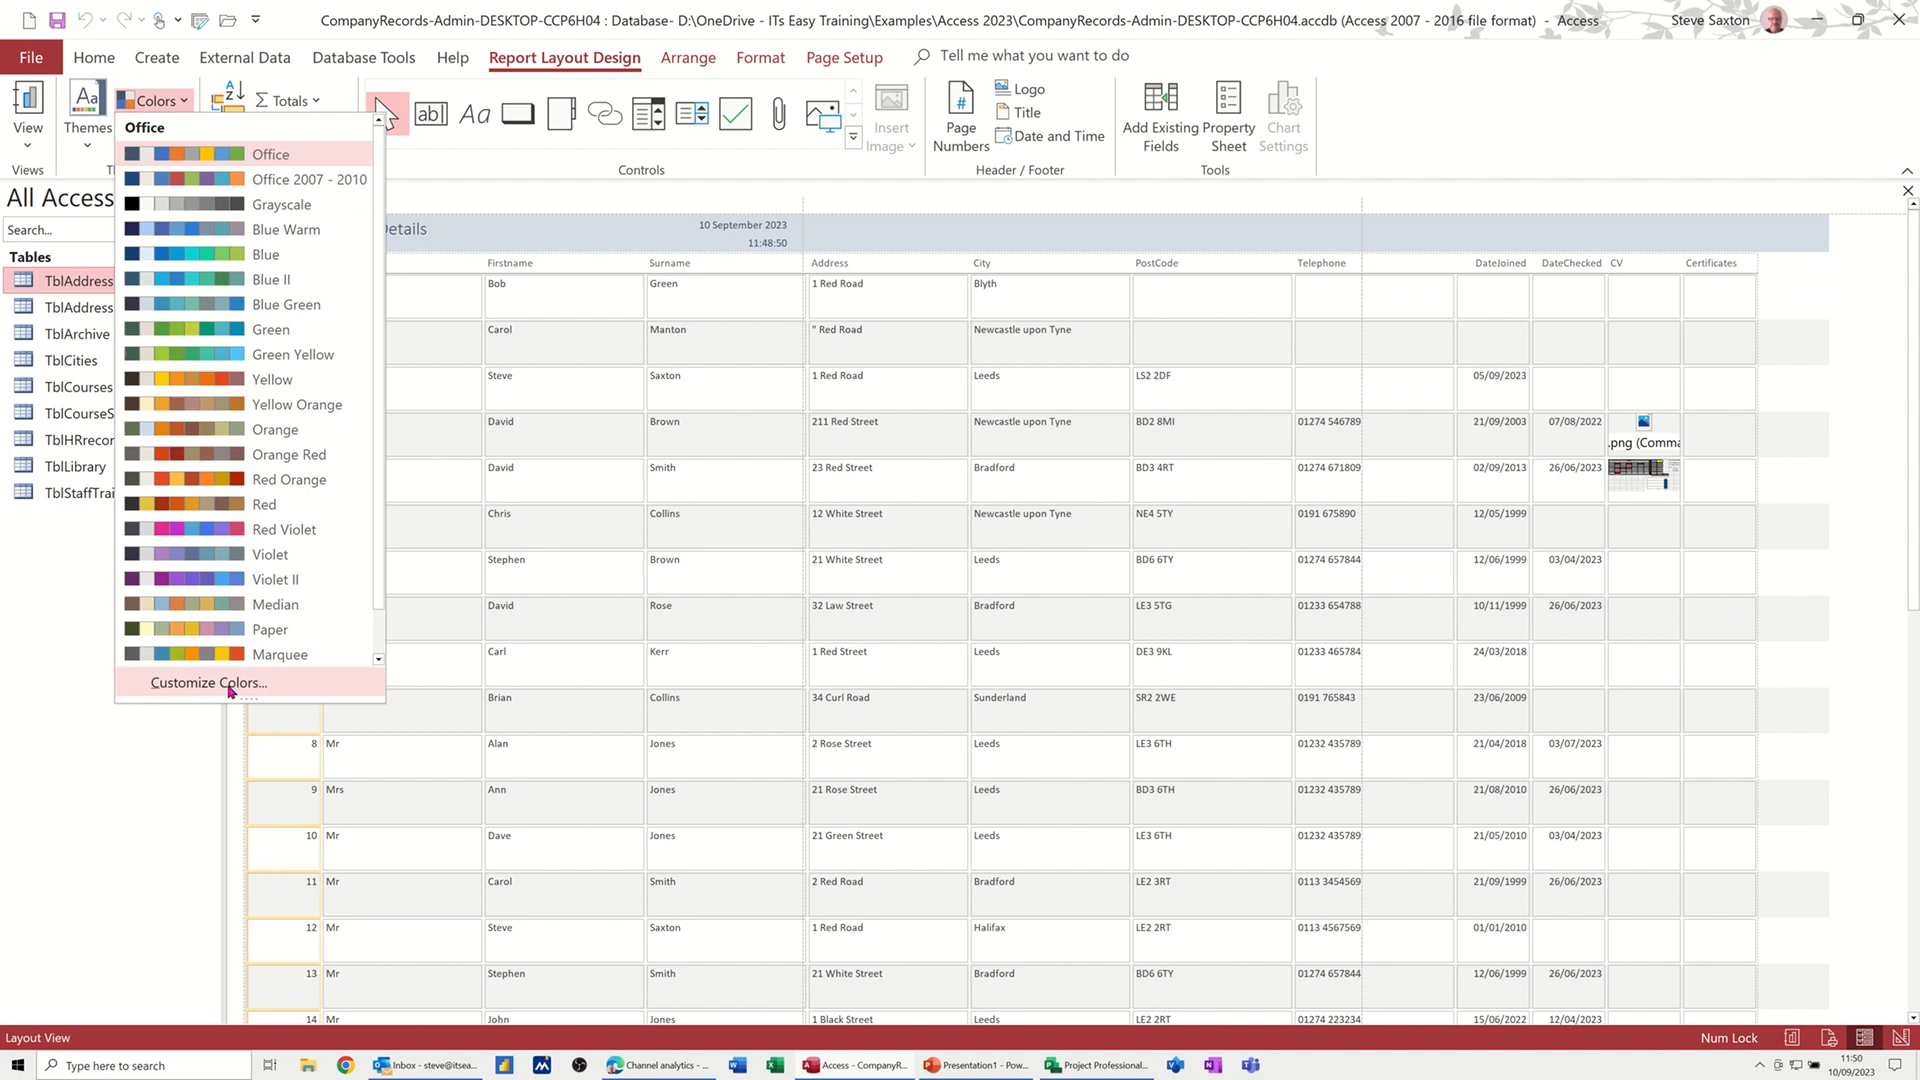 CompanyRecords-Admin-DESKTOP-CCP6H04 : Database- D:\OneDrive - ITs Easy Training\Examples\Access 2023\CompanyRecords-Admin-DESKTOP-CCP6H04.accdb (Access 2007 - 2016 file format) - Access
Steve Saxton
File Home Create External Data Database Tools Help Report Layout Design Arrange Format Page Setup Tell me what you want to do
View
Views
Themes
Colors
Totals
Controls
Insert Image
Page Numbers
Logo
Title
Date and Time
Header / Footer
Add Existing Fields
Property Sheet
Chart Settings
Tools
All Access
Search...
Tables
TblAddress
TblAddress
TblArchive
TblCities
TblCourses
TblCourseS
TblHRrecor
TblLibrary
TblStaffTrai
Office
Office
Office 2007 - 2010
Grayscale
Blue Warm
Blue
Blue II
Blue Green
Green
Green Yellow
Yellow
Yellow Orange
Orange
Orange Red
Red Orange
Red
Red Violet
Violet
Violet II
Median
Paper
Marquee
Customize Colors...
Details
10 September 2023
11:48:50
Firstname Surname Address City PostCode Telephone DateJoined DateChecked CV Certificates
Bob Green 1 Red Road Blyth
Carol Manton " Red Road Newcastle upon Tyne
Steve Saxton 1 Red Road Leeds LS2 2DF 05/09/2023
David Brown 211 Red Street Newcastle upon Tyne BD2 8MI 01274 546789 21/09/2003 07/08/2022
.png (Comma
David Smith 23 Red Street Bradford BD3 4RT 01274 671809 02/09/2013 26/06/2023
Chris Collins 12 White Street Newcastle upon Tyne NE4 5TY 0191 675890 12/05/1999
Stephen Brown 21 White Street Leeds BD6 6TY 01274 657844 12/06/1999 03/04/2023
David Rose 32 Law Street Bradford LE3 5TG 01233 654788 10/11/1999 26/06/2023
Carl Kerr 1 Red Street Leeds DE3 9KL 01233 465784 24/03/2018
Brian Collins 34 Curl Road Sunderland SR2 2WE 0191 765843 23/06/2009
8 Mr Alan Jones 2 Rose Street Leeds LE3 6TH 01232 435789 21/04/2018 03/07/2023
9 Mrs Ann Jones 21 Rose Street Leeds BD3 6TH 01232 435789 21/08/2010 26/06/2023
10 Mr Dave Jones 21 Green Street Leeds LE3 6TH 01232 435789 21/05/2010 03/04/2023
11 Mr Carol Smith 2 Red Road Bradford LE2 3RT 0113 3454569 21/09/1999 26/06/2023
12 Mr Steve Saxton 1 Red Road Halifax LE2 2RT 0113 4567569 01/01/2010
13 Mr Stephen Smith 21 White Street Bradford BD6 6TY 01274 657844 12/06/1999 26/06/2023
14 Mr John Jones 1 Black Street Leeds LE2 2RT 01274 223234 15/06/2022 12/04/2023
Layout View
Num Lock
Type here to search
Inbox - steve@itsea...
Channel analytics - ...
Access - CompanyR...
Presentation1 - Pow...
Project Professional...
11:50
10/09/2023